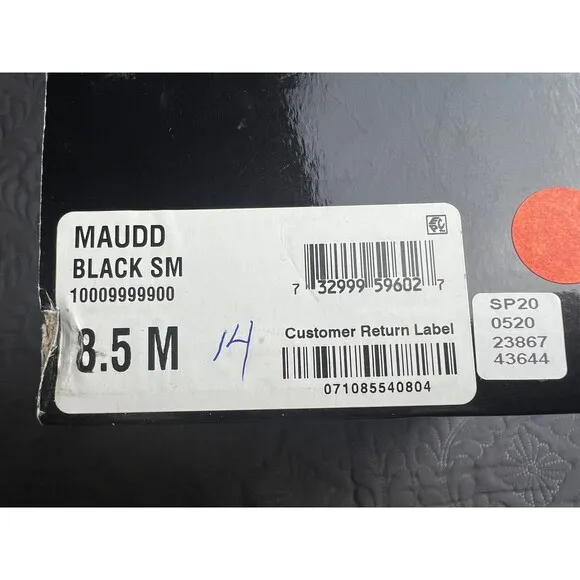 MAUDD
BLACK SM
10009999900
8.5 M
14
7 32999 59602 7
Customer Return Label
071085540804
SP20
0520
23867
43644